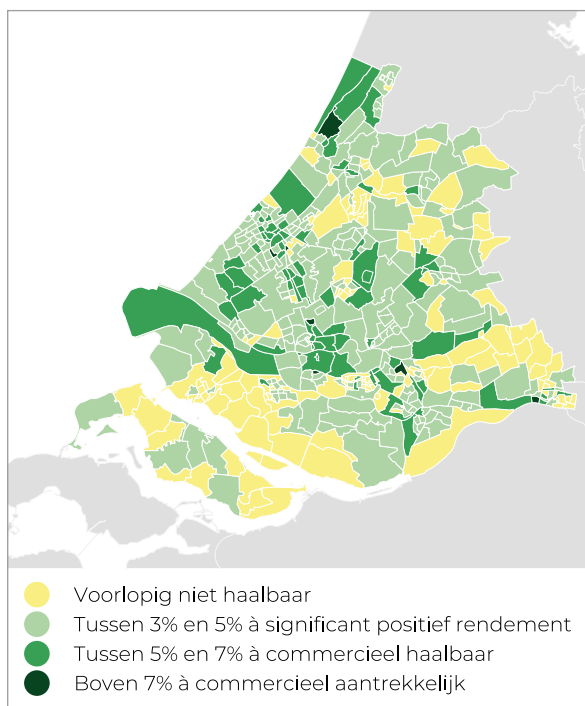 Voorlopig niet haalbaar
Tussen 3% en 5% à significant positief rendement
Tussen 5% en 7% à commercieel haalbaar
Boven 7% à commercieel aantrekkelijk